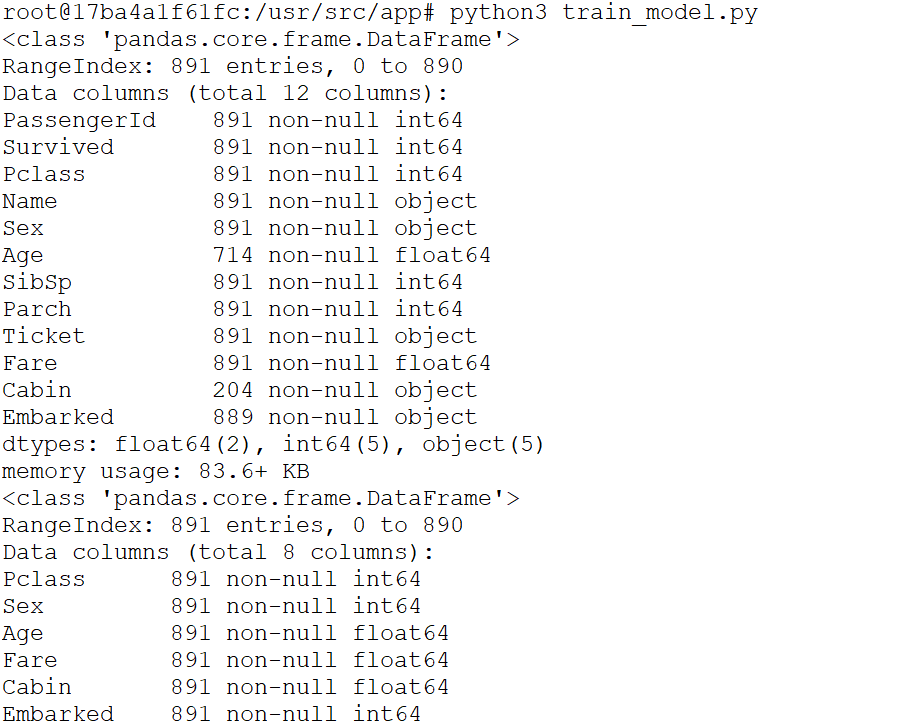 root@17ba4a1f61fc:/usr/src/app# python3 train_model.py
<class 'pandas.core.frame.DataFrame'>
RangeIndex: 891 entries, 0 to 890
Data columns (total 12 columns):
PassengerId    891 non-null int64
Survived       891 non-null int64
Pclass         891 non-null int64
Name           891 non-null object
Sex            891 non-null object
Age            714 non-null float64
SibSp          891 non-null int64
Parch          891 non-null int64
Ticket         891 non-null object
Fare           891 non-null float64
Cabin          204 non-null object
Embarked       889 non-null object
dtypes: float64(2), int64(5), object(5)
memory usage: 83.6+ KB
<class 'pandas.core.frame.DataFrame'>
RangeIndex: 891 entries, 0 to 890
Data columns (total 8 columns):
Pclass      891 non-null int64
Sex         891 non-null int64
Age         891 non-null float64
Fare        891 non-null float64
Cabin       891 non-null float64
Embarked    891 non-null int64